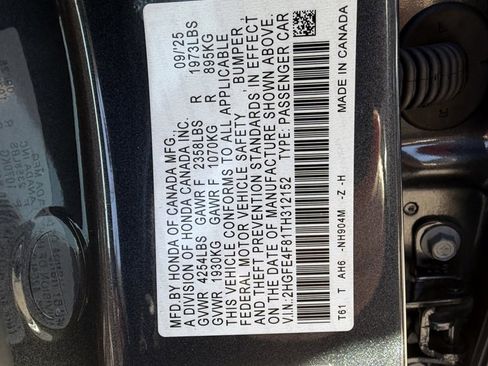 MFD.BY HONDA OF CANADA MFG., 09/'25
A DIVISION OF HONDA CANADA INC.
GVWR 4254LBS GAWR F 2358LBS R 1973LBS
GVWR 1930KG GAWR F 1070KG R 895KG
THIS VEHICLE CONFORMS TO ALL APPLICABLE
FEDERAL MOTOR VEHICLE SAFETY , BUMPER,
AND THEFT PREVENTION STANDARDS IN EFFECT
ON THE DATE OF MANUFACTURE SHOWN ABOVE.
V.I.N.:2HGFE4F81TH312152 TYPE: PASSENGER CAR
T61 T AH6 -NH904M -Z -H MADE IN CANADA